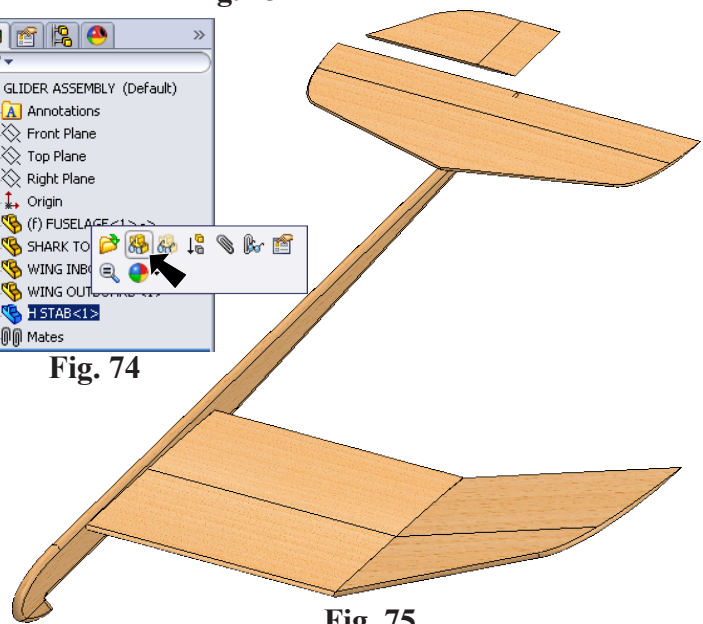 GLIDER ASSEMBLY (Default)
Annotations
Front Plane
Top Plane
Right Plane
Origin
(f) FUSELAGE<1> ->
SHARK TO
WING INB
WING OUTBOARD <1>
H STAB<1>
Mates
Fig. 74
Fig. 75